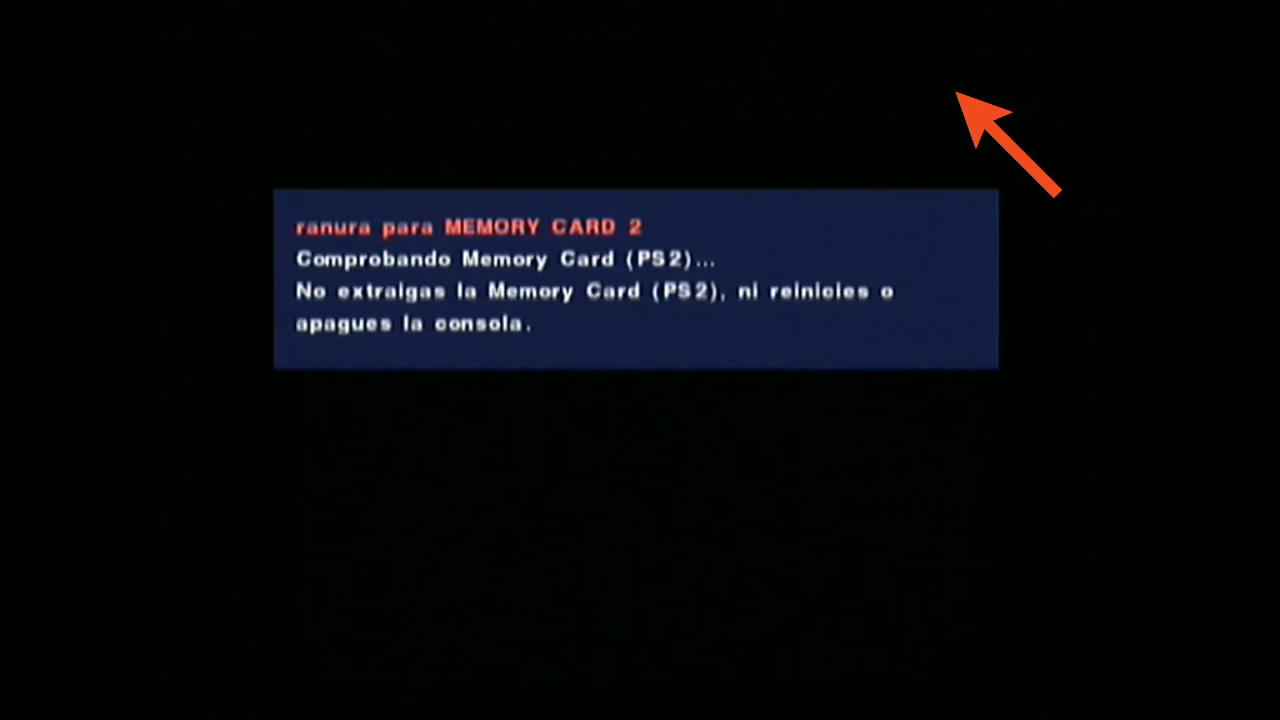 ranura para MEMORY CARD 2
Comprobando Memory Card (PS2)...
No extraigas la Memory Card (PS2), ni reinicies o
apagues la consola.